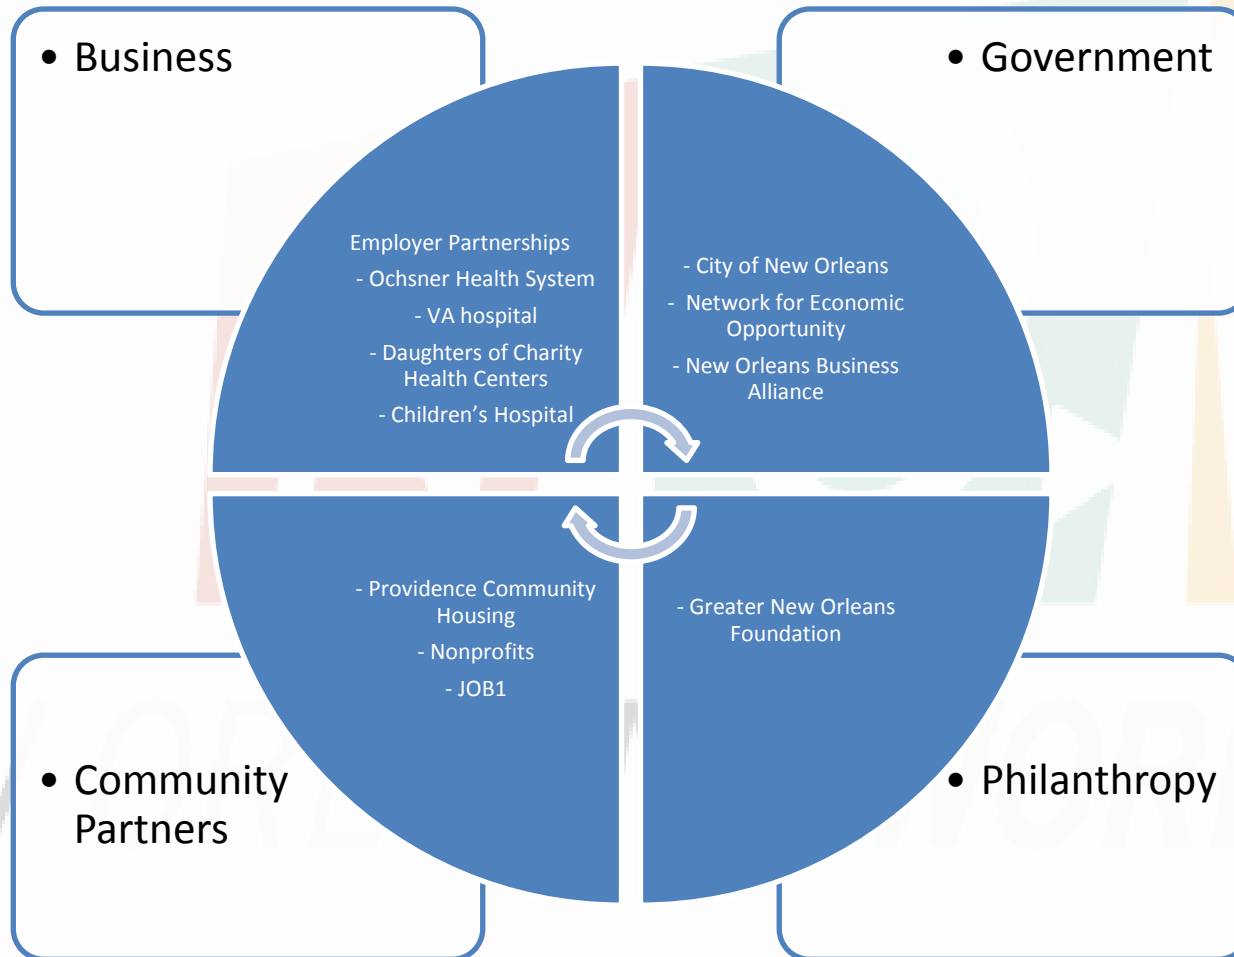 • Business
• Government
Employer Partnerships
- Ochsner Health System
- VA hospital
- Daughters of Charity
Health Centers
- Children’s Hospital
- City of New Orleans
- Network for Economic
Opportunity
- New Orleans Business
Alliance
- Providence Community
Housing
- Nonprofits
- JOB1
- Greater New Orleans
Foundation
• Community
Partners
• Philanthropy